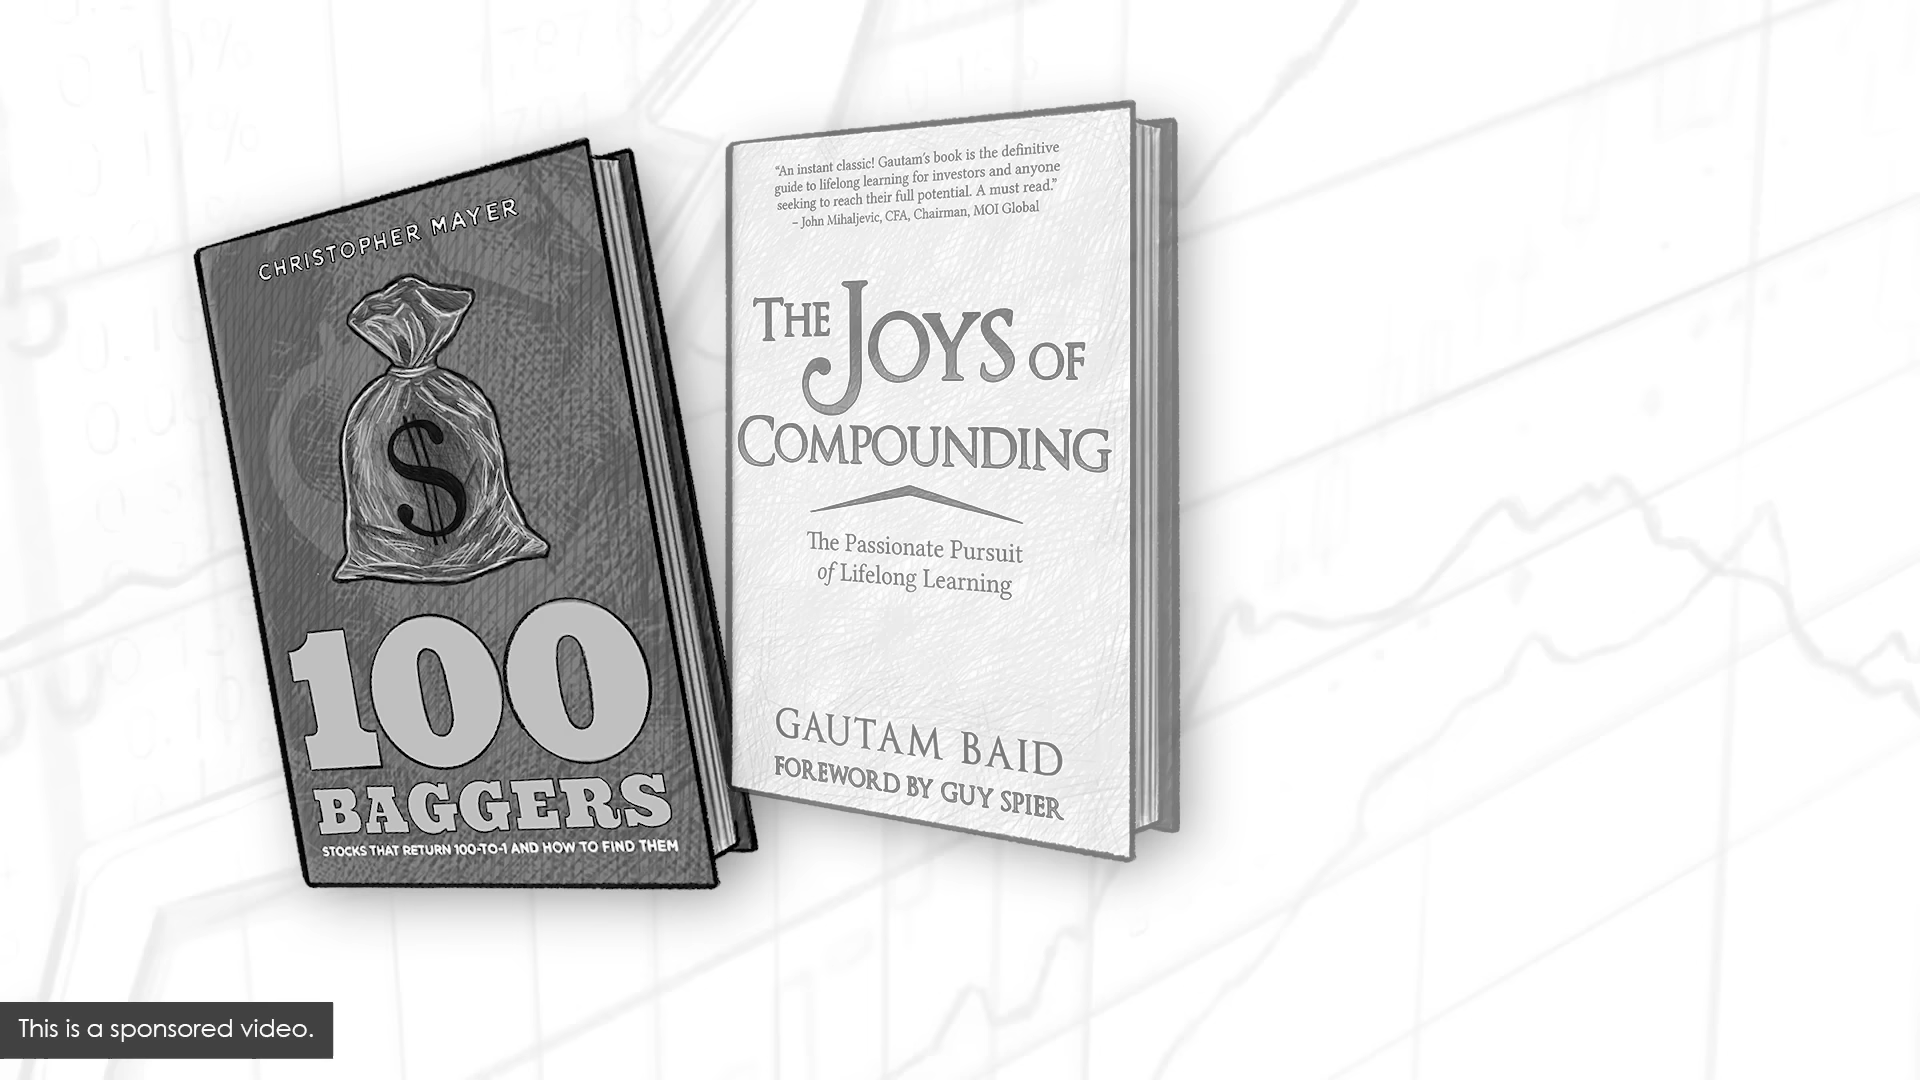 CHRISTOPHER MAYER
$
100
BAGGERS
STOCKS THAT RETURN 100-TO-1 AND HOW TO FIND THEM
“An instant classic! Gautam’s book is the definitive
guide to lifelong learning for investors and anyone
seeking to reach their full potential. A must read.”
– John Mihaljevic, CFA, Chairman, MOI Global
THE JOYS OF
COMPOUNDING
The Passionate Pursuit
of Lifelong Learning
GAUTAM BAID
FOREWORD BY GUY SPIER
This is a sponsored video.